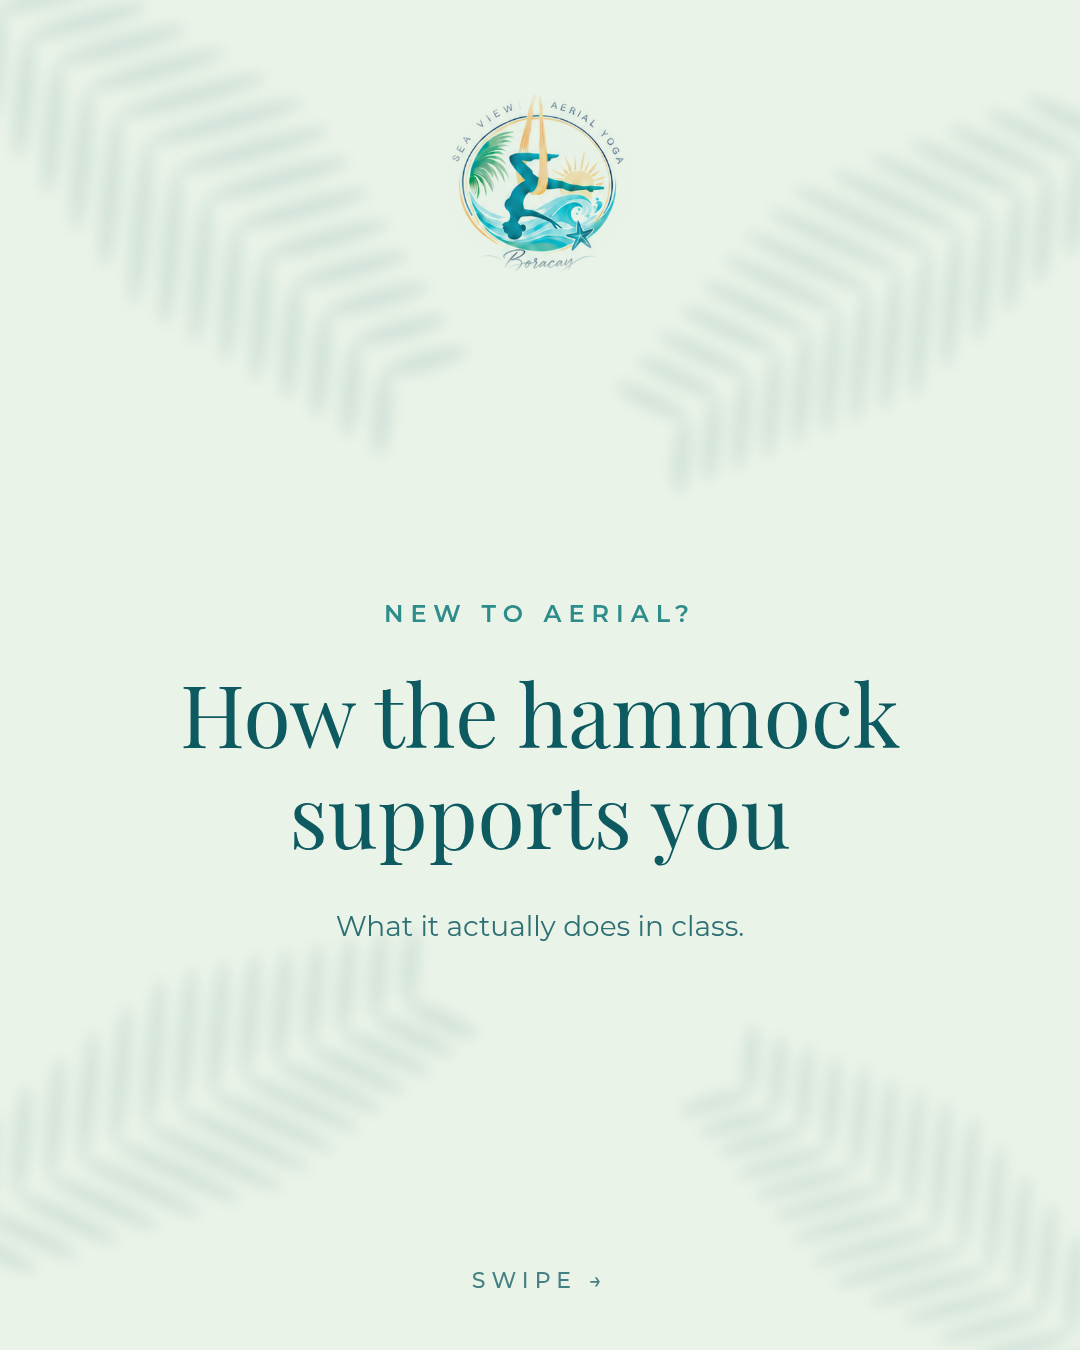 SEA VIEW AERIAL YOGA
Boracay
NEW TO AERIAL?
How the hammock
supports you
What it actually does in class.
SWIPE →